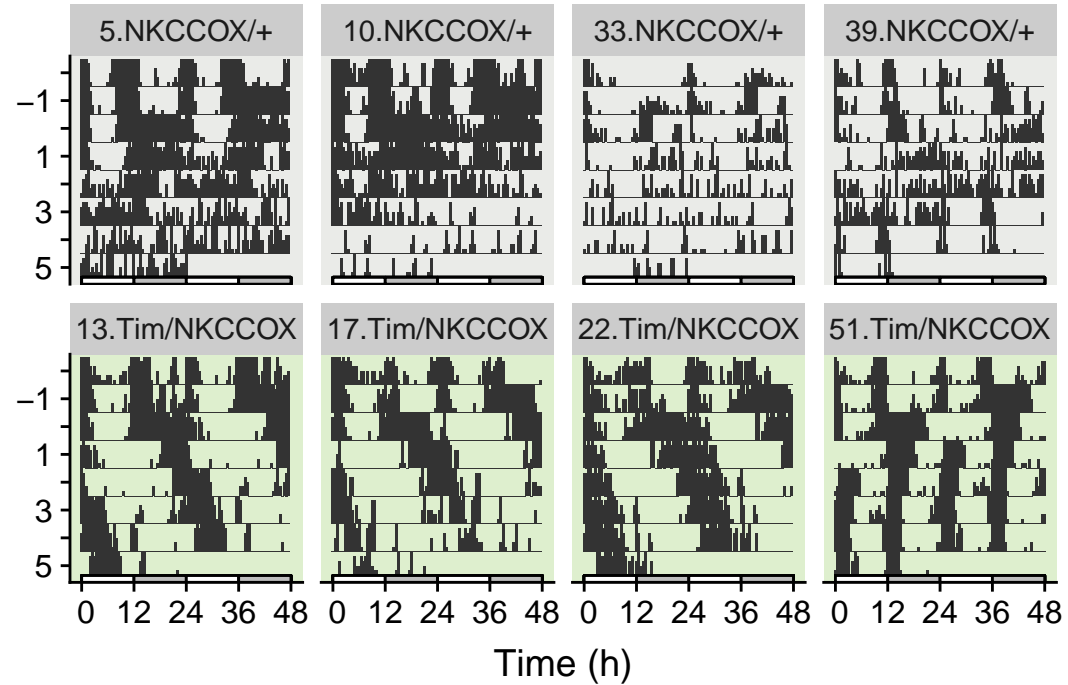 5.NKCCOX/+ 10.NKCCOX/+ 33.NKCCOX/+ 39.NKCCOX/+
−1
1
3
5
13.Tim/NKCCOX 17.Tim/NKCCOX 22.Tim/NKCCOX 51.Tim/NKCCOX
−1
1
3
5
0 12 24 36 48 0 12 24 36 48 0 12 24 36 48 0 12 24 36 48
Time (h)